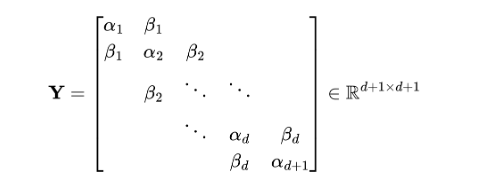 α₁ β₁
β₁ α₂ β₂
Y = β₂ ⋱ ⋱ ∈ ℝ^{d+1×d+1}
⋱ α_d β_d
β_d α_{d+1}